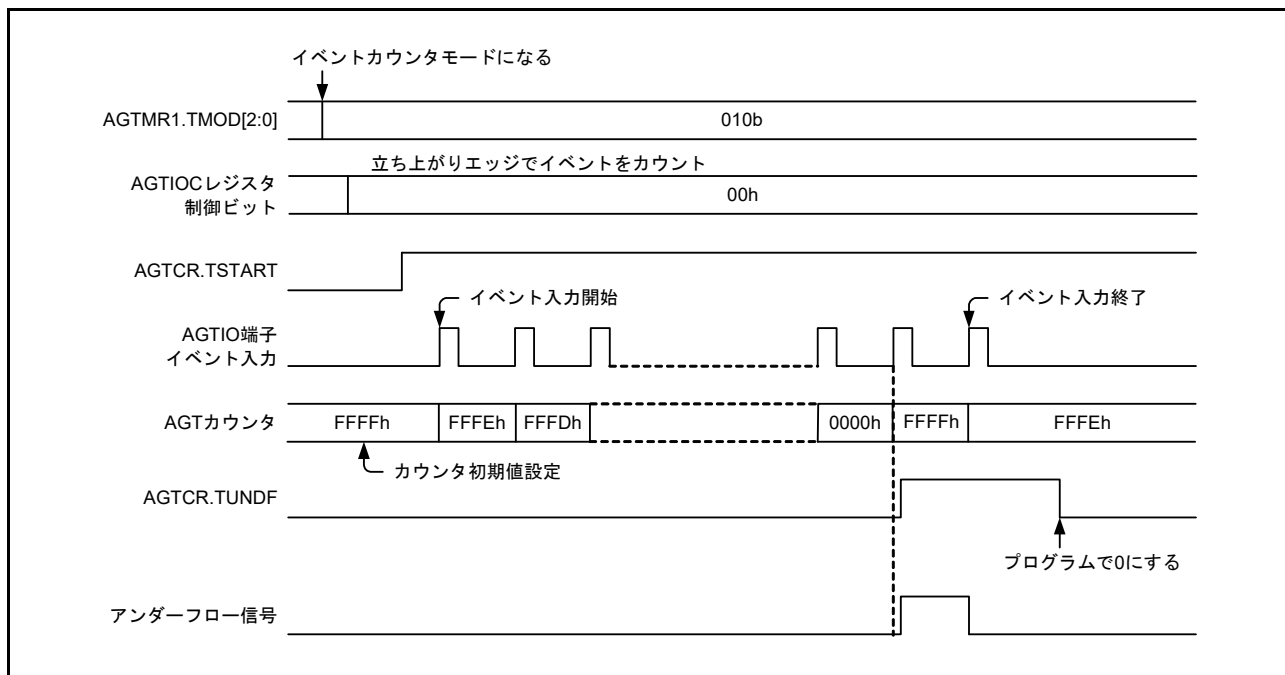 イベントカウンタモードになる
AGTMR1.TMOD[2:0]
010b
立ち上がりエッジでイベントをカウント
AGTIOCレジスタ
制御ビット
00h
AGTCR.TSTART
イベント入力開始
イベント入力終了
AGTIO端子
イベント入力
AGTカウンタ
FFFFh
FFFEh
FFFDh
0000h
FFFFh
FFFEh
カウンタ初期値設定
AGTCR.TUNDF
プログラムで0にする
アンダーフロー信号